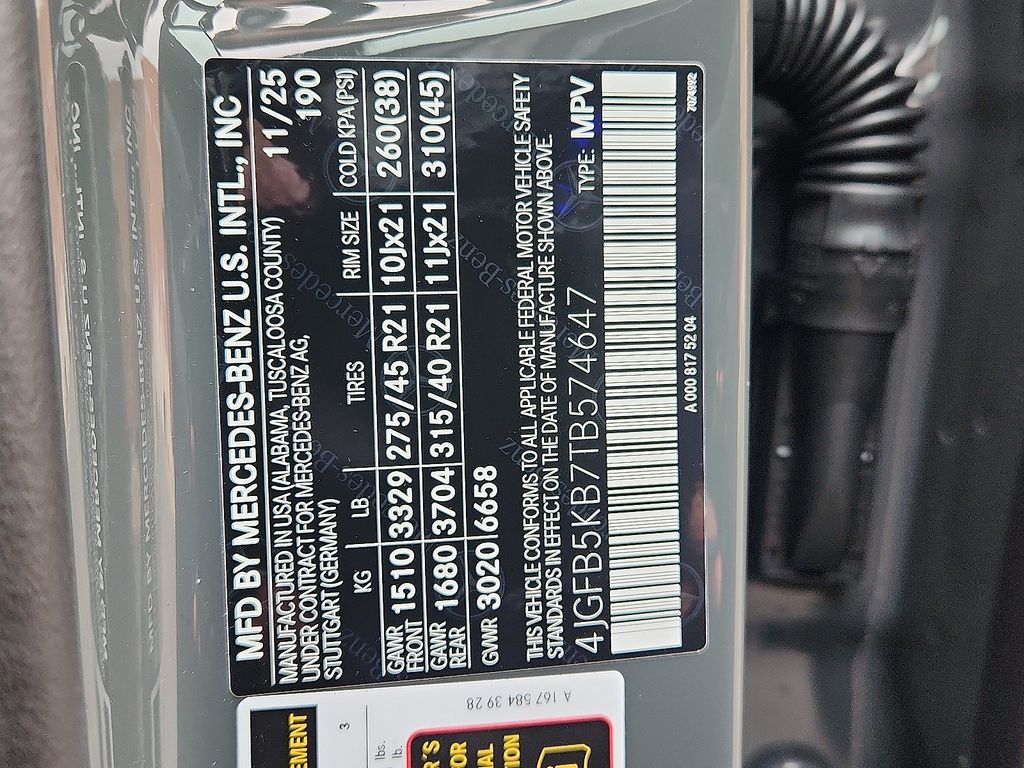 MFD BY MERCEDES-BENZ U.S. INTL., INC
MANUFACTURED IN USA (ALABAMA, TUSCALOOSA COUNTY) 11/25
UNDER CONTRACT FOR MERCEDES-BENZ AG, 190
STUTTGART (GERMANY)
KG LB TIRES RIM SIZE COLD KPA(PSI)
GAWR FRONT 1510 3329 275/45 R21 10Jx21 260(38)
GAWR REAR 1680 3704 315/40 R21 11Jx21 310(45)
GVWR 3020 6658
THIS VEHICLE CONFORMS TO ALL APPLICABLE FEDERAL MOTOR VEHICLE SAFETY
STANDARDS IN EFFECT ON THE DATE OF MANUFACTURE SHOWN ABOVE.
4JGFB5KB7TB574647 TYPE: MPV
A 000 817 52 04 7074992
A 167 584 39 28
3
lbs.
lb.